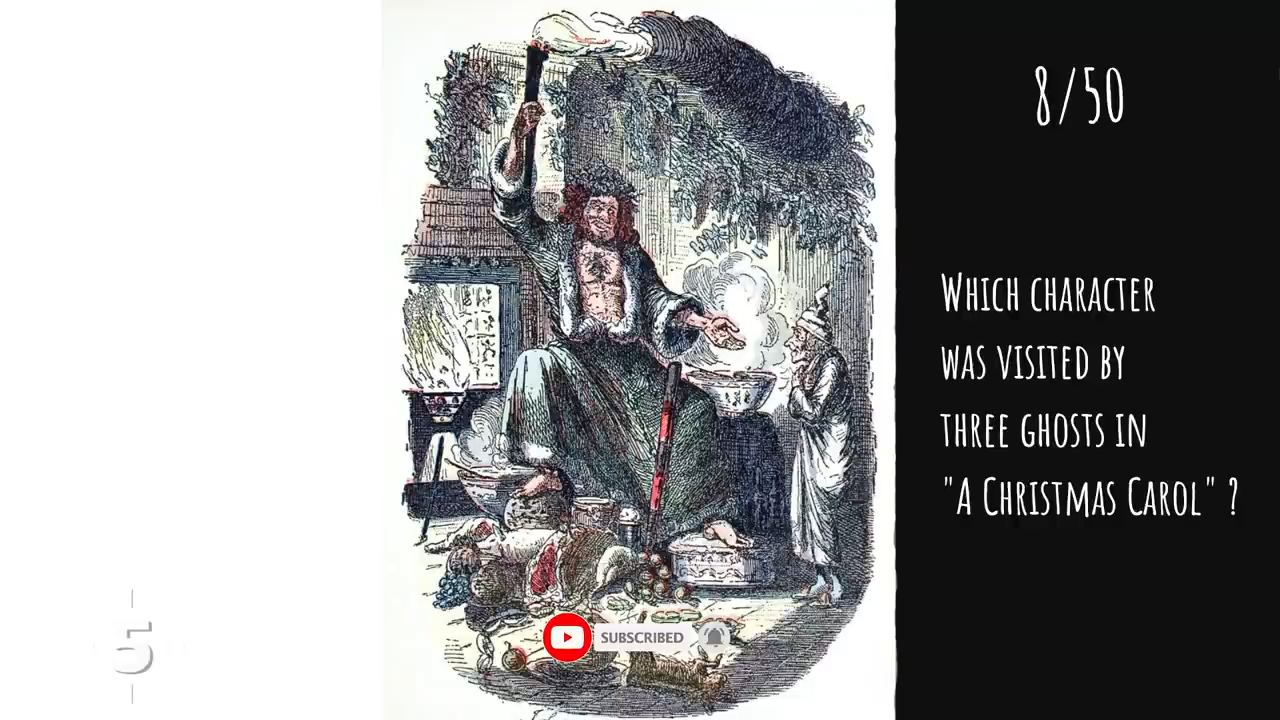 8/50
Which character
was visited by
three ghosts in
"A Christmas Carol" ?
5
SUBSCRIBED